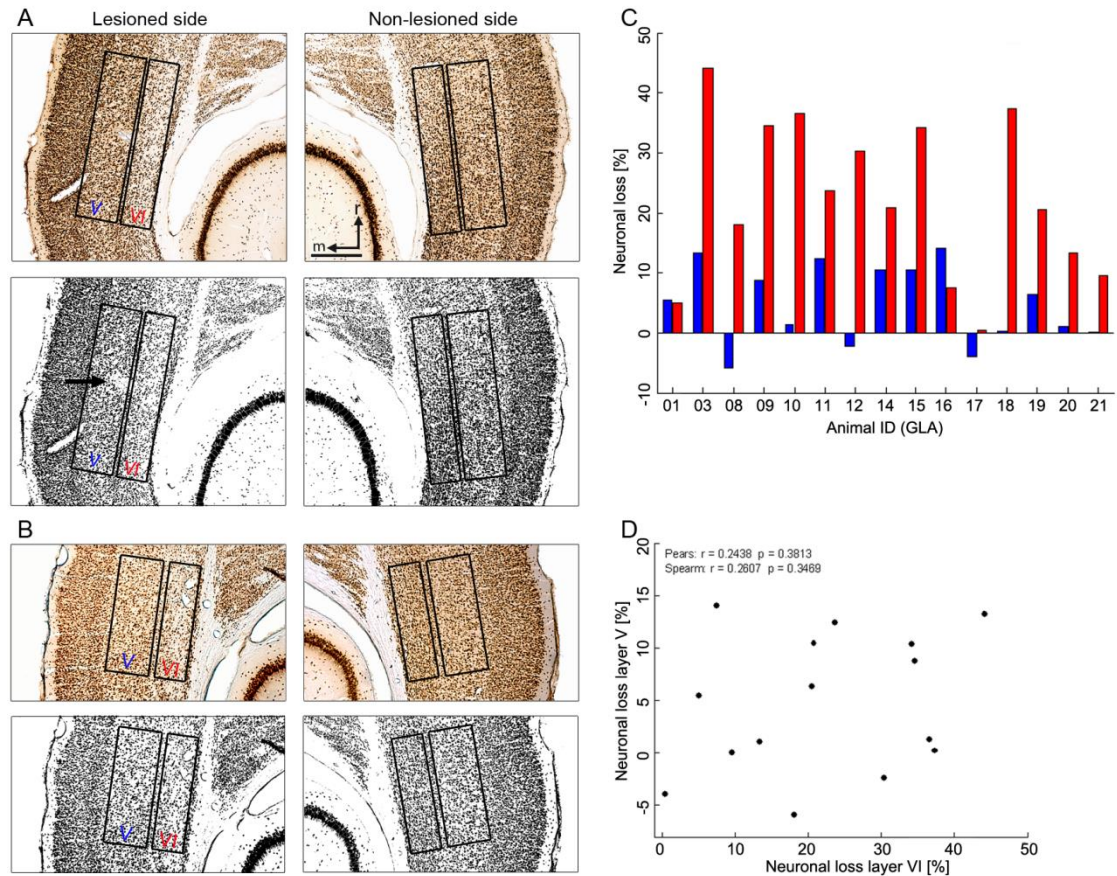 A
Lesioned side
Non-lesioned side
V
VI
m
r
V
VI
B
V
VI
V
VI
C
Neuronal loss [%]
50
40
30
20
10
0
-10
01 03 08 09 10 11 12 14 15 16 17 18 19 20 21
Animal ID (GLA)
D
Pears: r = 0.2438 p = 0.3813
Spearm: r = 0.2607 p = 0.3469
Neuronal loss layer V [%]
20
15
10
5
0
-5
0 10 20 30 40 50
Neuronal loss layer VI [%]